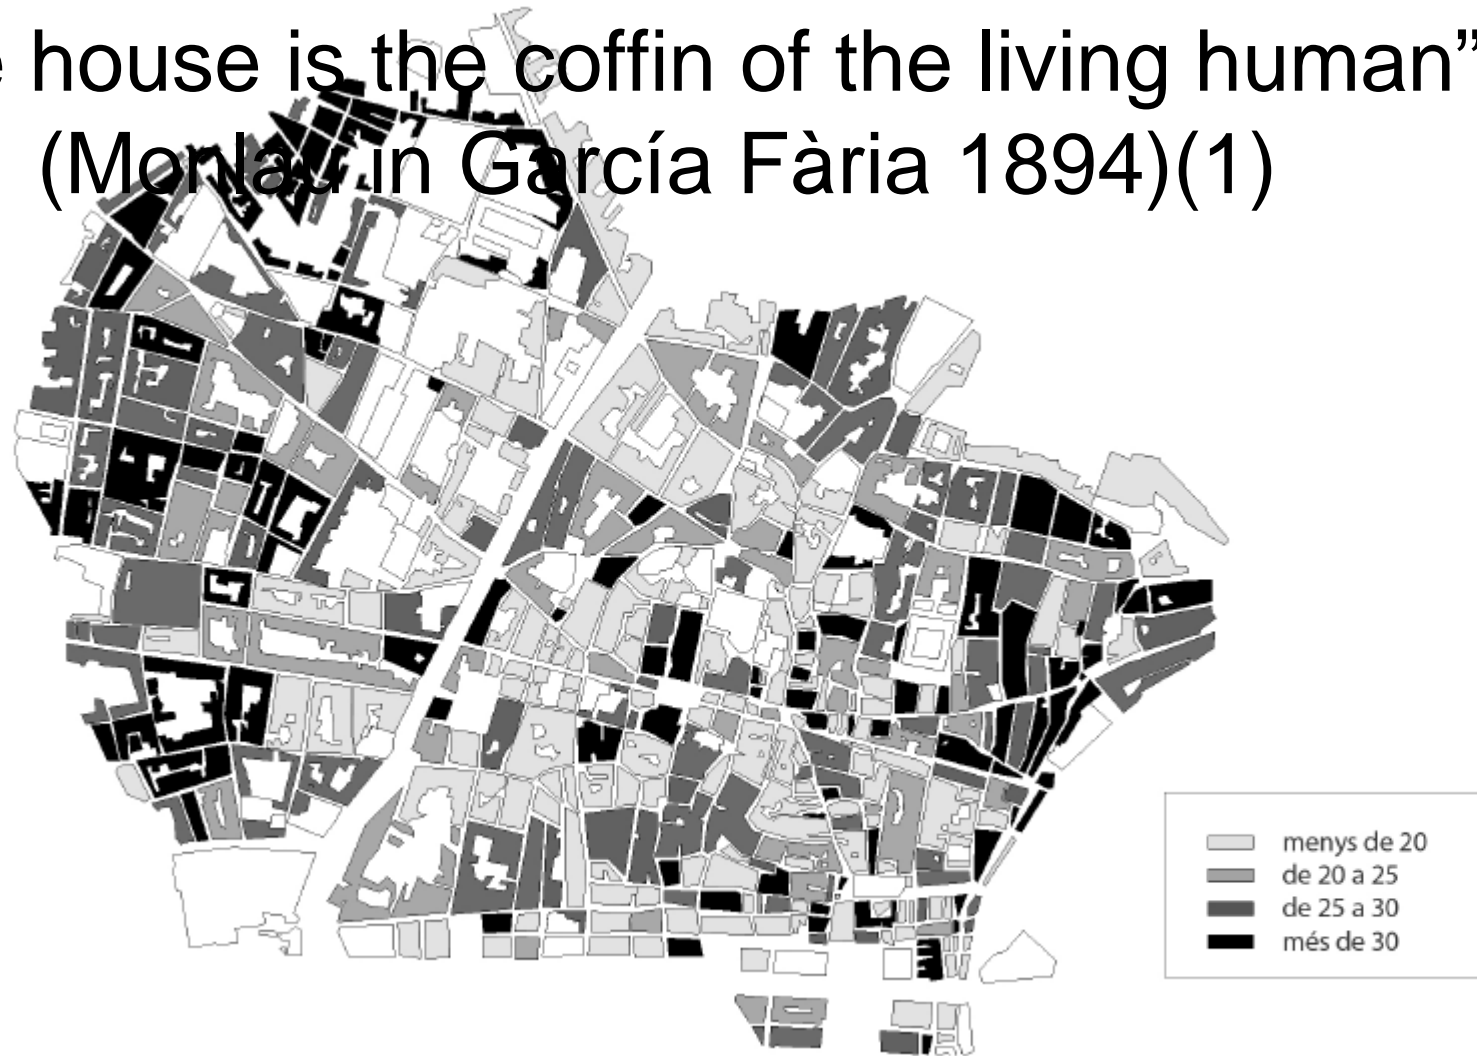 e house is the coffin of the living human”
(Monlau in García Fària 1894)(1)
menys de 20
de 20 a 25
de 25 a 30
més de 30